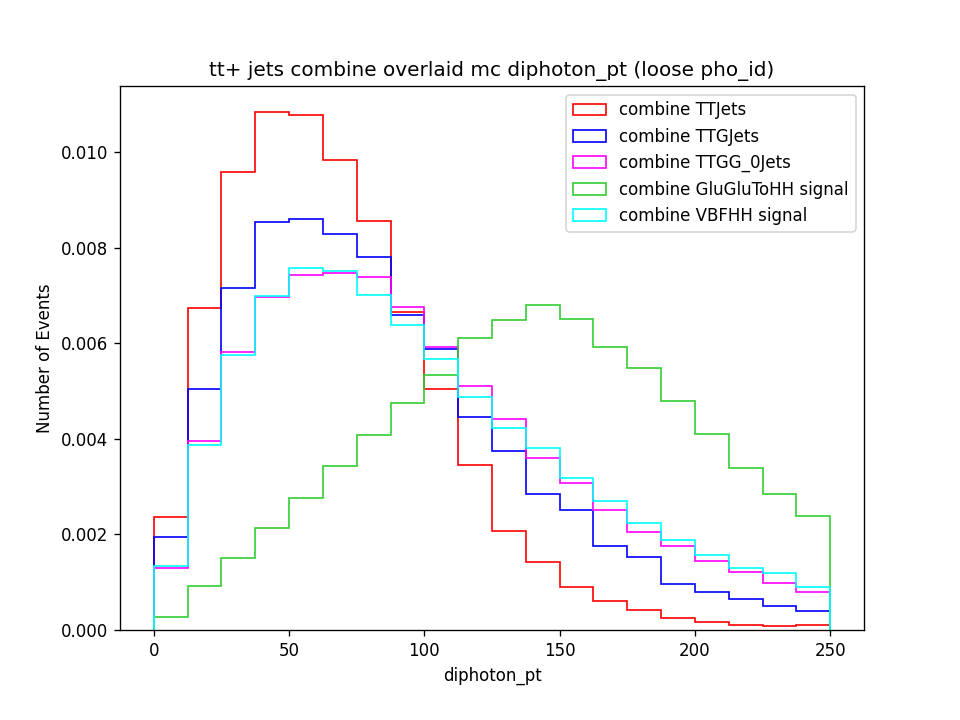 tt+ jets combine overlaid mc diphoton_pt (loose pho_id)
combine TTJets
combine TTGJets
combine TTGG_0Jets
combine GluGluToHH signal
combine VBFHH signal
0.010
0.008
0.006
0.004
0.002
0.000
Number of Events
0 50 100 150 200 250
diphoton_pt